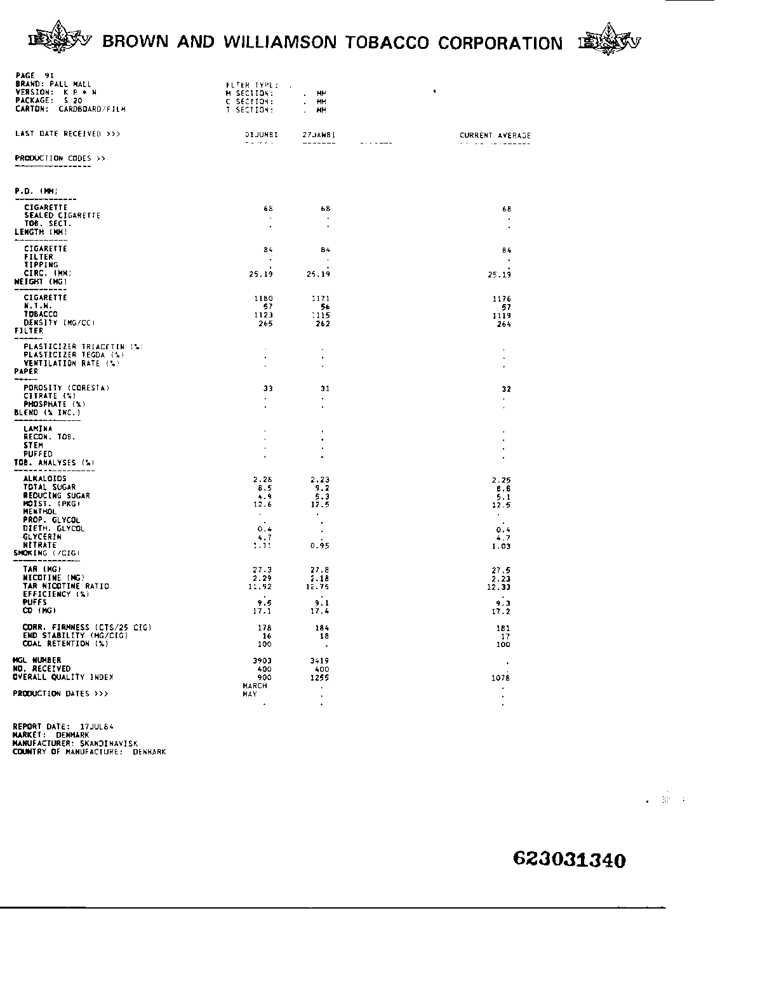 BROWN AND WILLIAMSON TOBACCO CORPORATION
PAGE 91
BRAND: PALL MALL
VERSION: K P * N
PACKAGE: S 20
CARTON: CARDBOARD/FILM
FLTER TYPE: .
M SECTION: . MM
C SECTION: . MM
T SECTION: . MM
LAST DATE RECEIVED >>> 01JUN81 27JAN81 CURRENT AVERAGE
PRODUCTION CODES >>
P.D. (MM)
CIGARETTE 68 68 68
SEALED CIGARETTE . . .
TOB. SECT. . . .
LENGTH (MM)
CIGARETTE 84 84 84
FILTER . . .
TIPPING . . .
CIRC. (MM) 25.19 25.19 25.19
WEIGHT (MG)
CIGARETTE 1180 1171 1176
N.T.W. 57 56 57
TOBACCO 1123 1115 1119
DENSITY (MG/CC) 265 262 264
FILTER
PLASTICIZER TRIACETIN (%) . . .
PLASTICIZER TEGDA (%) . . .
VENTILATION RATE (%) . . .
PAPER
POROSITY (CORESTA) 33 31 32
CITRATE (%) . . .
PHOSPHATE (%) . . .
BLEND (% INC.)
LAMINA . . .
RECON. TOB. . . .
STEM . . .
PUFFED . . .
TOB. ANALYSES (%)
ALKALOIDS 2.28 2.23 2.25
TOTAL SUGAR 8.5 9.2 8.8
REDUCING SUGAR 4.9 5.3 5.1
MOIST. (PKG) 12.6 12.5 12.5
MENTHOL . . .
PROP. GLYCOL . . .
DIETH. GLYCOL 0.4 . 0.4
GLYCERIN 4.7 . 4.7
NITRATE 1.11 0.95 1.03
SMOKING (/CIG)
TAR (MG) 27.3 27.8 27.5
NICOTINE (MG) 2.29 2.18 2.23
TAR NICOTINE RATIO 11.92 12.75 12.33
EFFICIENCY (%) . . .
PUFFS 9.5 9.1 9.3
CO (MG) 17.1 17.4 17.2
CORR. FIRMNESS (CTS/25 CIG) 178 184 181
END STABILITY (MG/CIG) 16 18 17
COAL RETENTION (%) 100 . 100
MGL NUMBER 3903 3419 .
NO. RECEIVED 400 400 .
OVERALL QUALITY INDEX 900 1255 1078
MARCH . .
PRODUCTION DATES >>> MAY . .
. . .
REPORT DATE: 17JUL84
MARKET: DENMARK
MANUFACTURER: SKANDINAVISK
COUNTRY OF MANUFACTURE: DENMARK
623031340